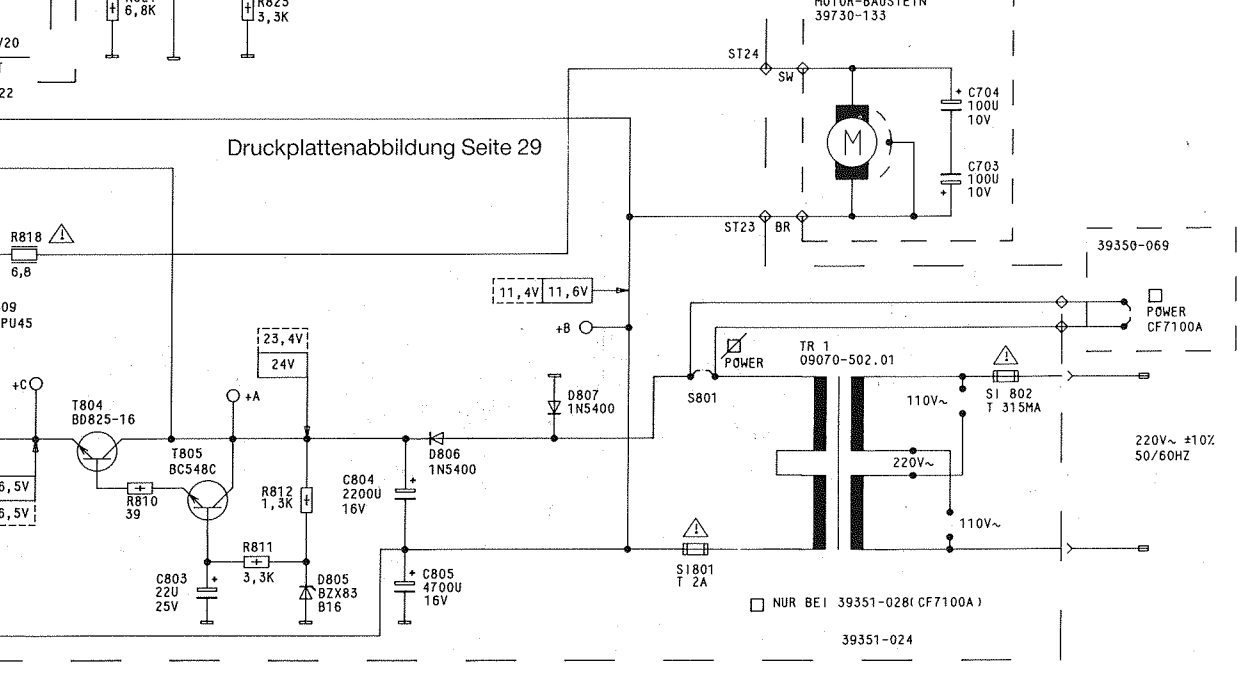 6,8K
R823
3,3K
MOTOR-BAUSTEIN
39730-133
V20
T
22
ST24
SW
C704
100U
10V
M
C703
100U
10V
Druckplattenabbildung Seite 29
ST23
BR
R818
6,8
39350-069
11,4V
11,6V
POWER
CF7100A
-09
PU45
+B
23,4V
24V
POWER
TR 1
09070-502.01
+C
+A
D807
1N5400
S801
110V~
SI 802
T 315MA
T804
BD825-16
T805
BC548C
D806
1N5400
220V~ ±10%
50/60HZ
220V~
6,5V
6,5V
R810
39
R812
1,3K
C804
2200U
16V
110V~
R811
3,3K
SI801
T 2A
C803
22U
25V
D805
BZX83
B16
C805
4700U
16V
NUR BEI 39351-028(CF7100A)
39351-024